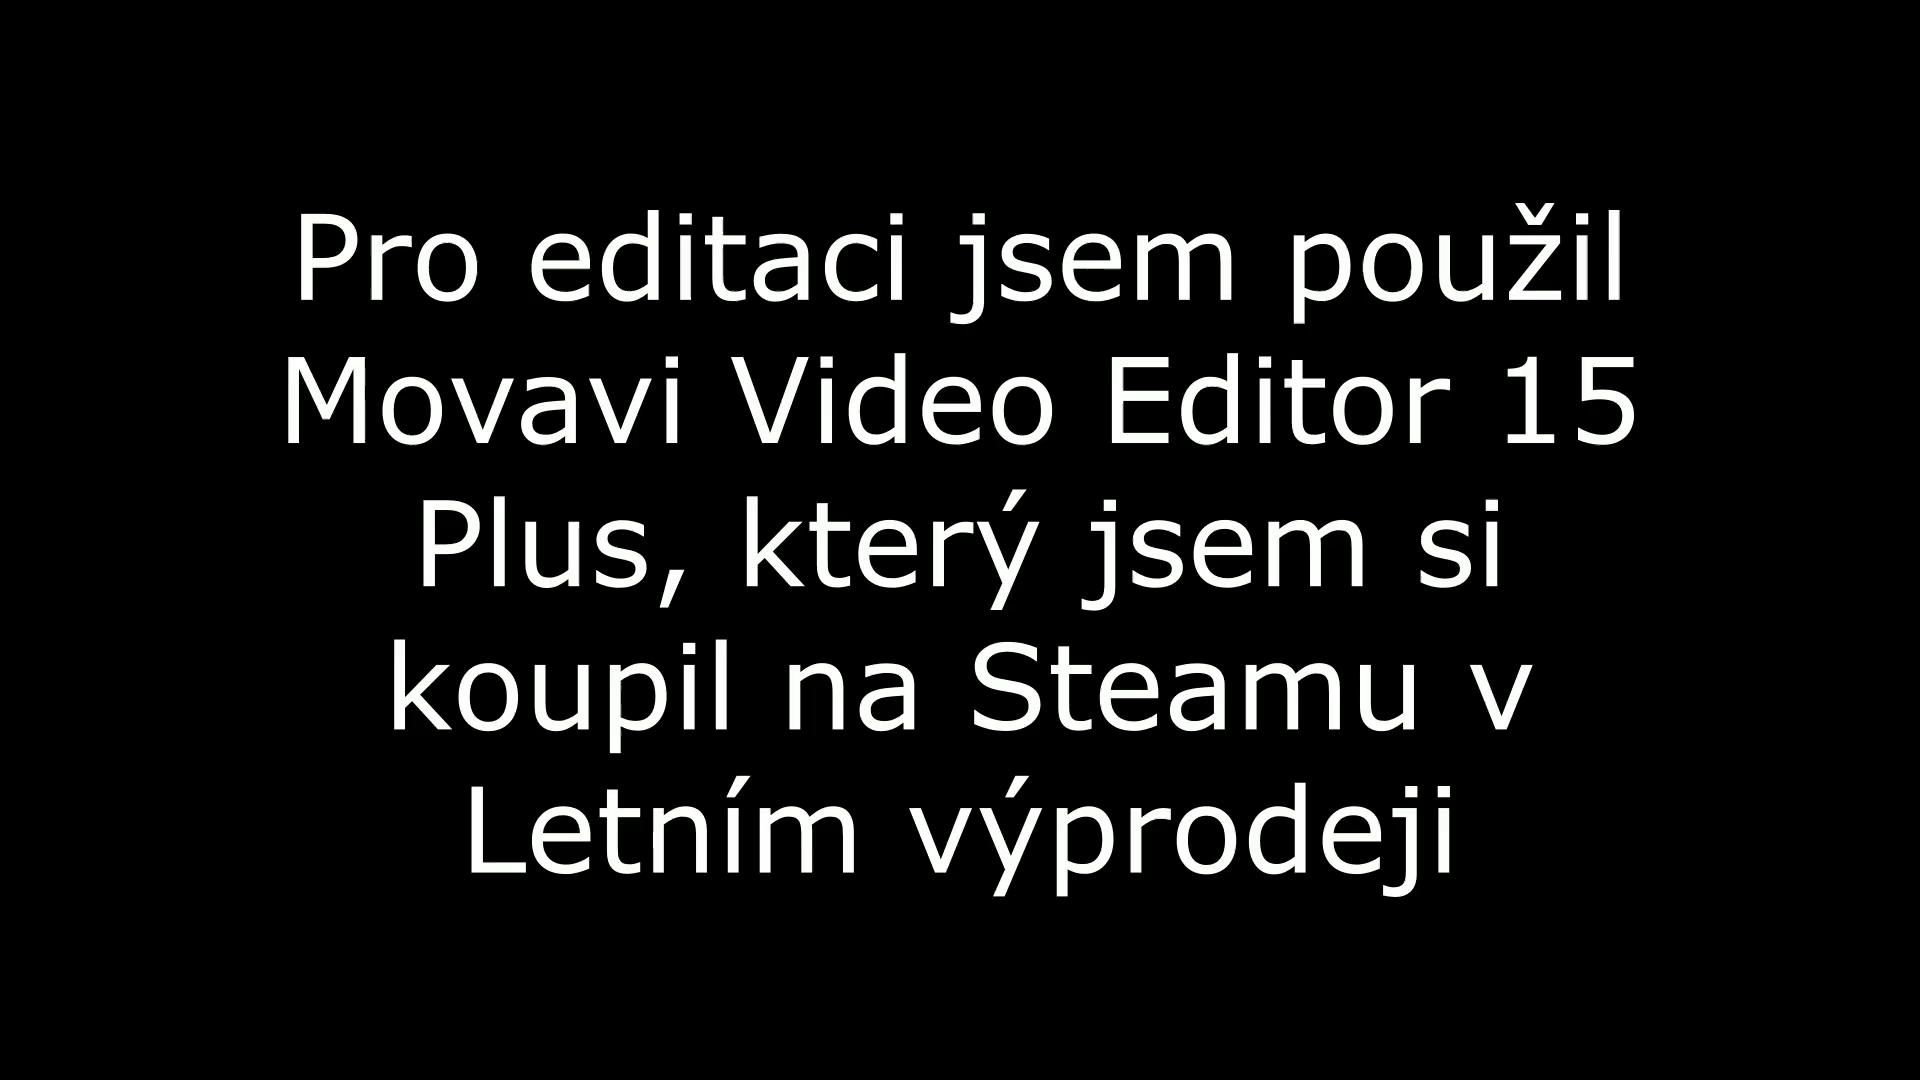 Pro editaci jsem použil
Movavi Video Editor 15
Plus, který jsem si
koupil na Steamu v
Letním výprodeji